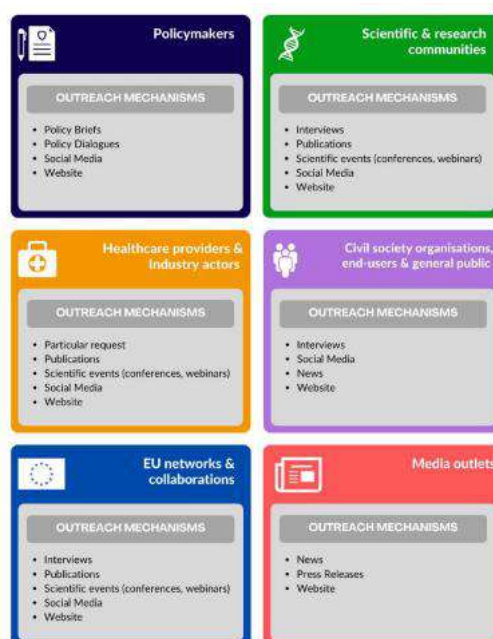 Policymakers
OUTREACH MECHANISMS
• Policy Briefs
• Policy Dialogues
• Social Media
• Website
Scientific & research
communities
OUTREACH MECHANISMS
• Interviews
• Publications
• Scientific events (conferences, webinars)
• Social Media
• Website
Healthcare providers &
industry actors
OUTREACH MECHANISMS
• Particular request
• Publications
• Scientific events (conferences, webinars)
• Social Media
• Website
Civil society organisations,
end-users & general public
OUTREACH MECHANISMS
• Interviews
• Social Media
• News
• Website
EU networks &
collaborations
OUTREACH MECHANISMS
• Interviews
• Publications
• Scientific events (conferences, webinars)
• Social Media
• Website
Media outlets
OUTREACH MECHANISMS
• News
• Press Releases
• Website